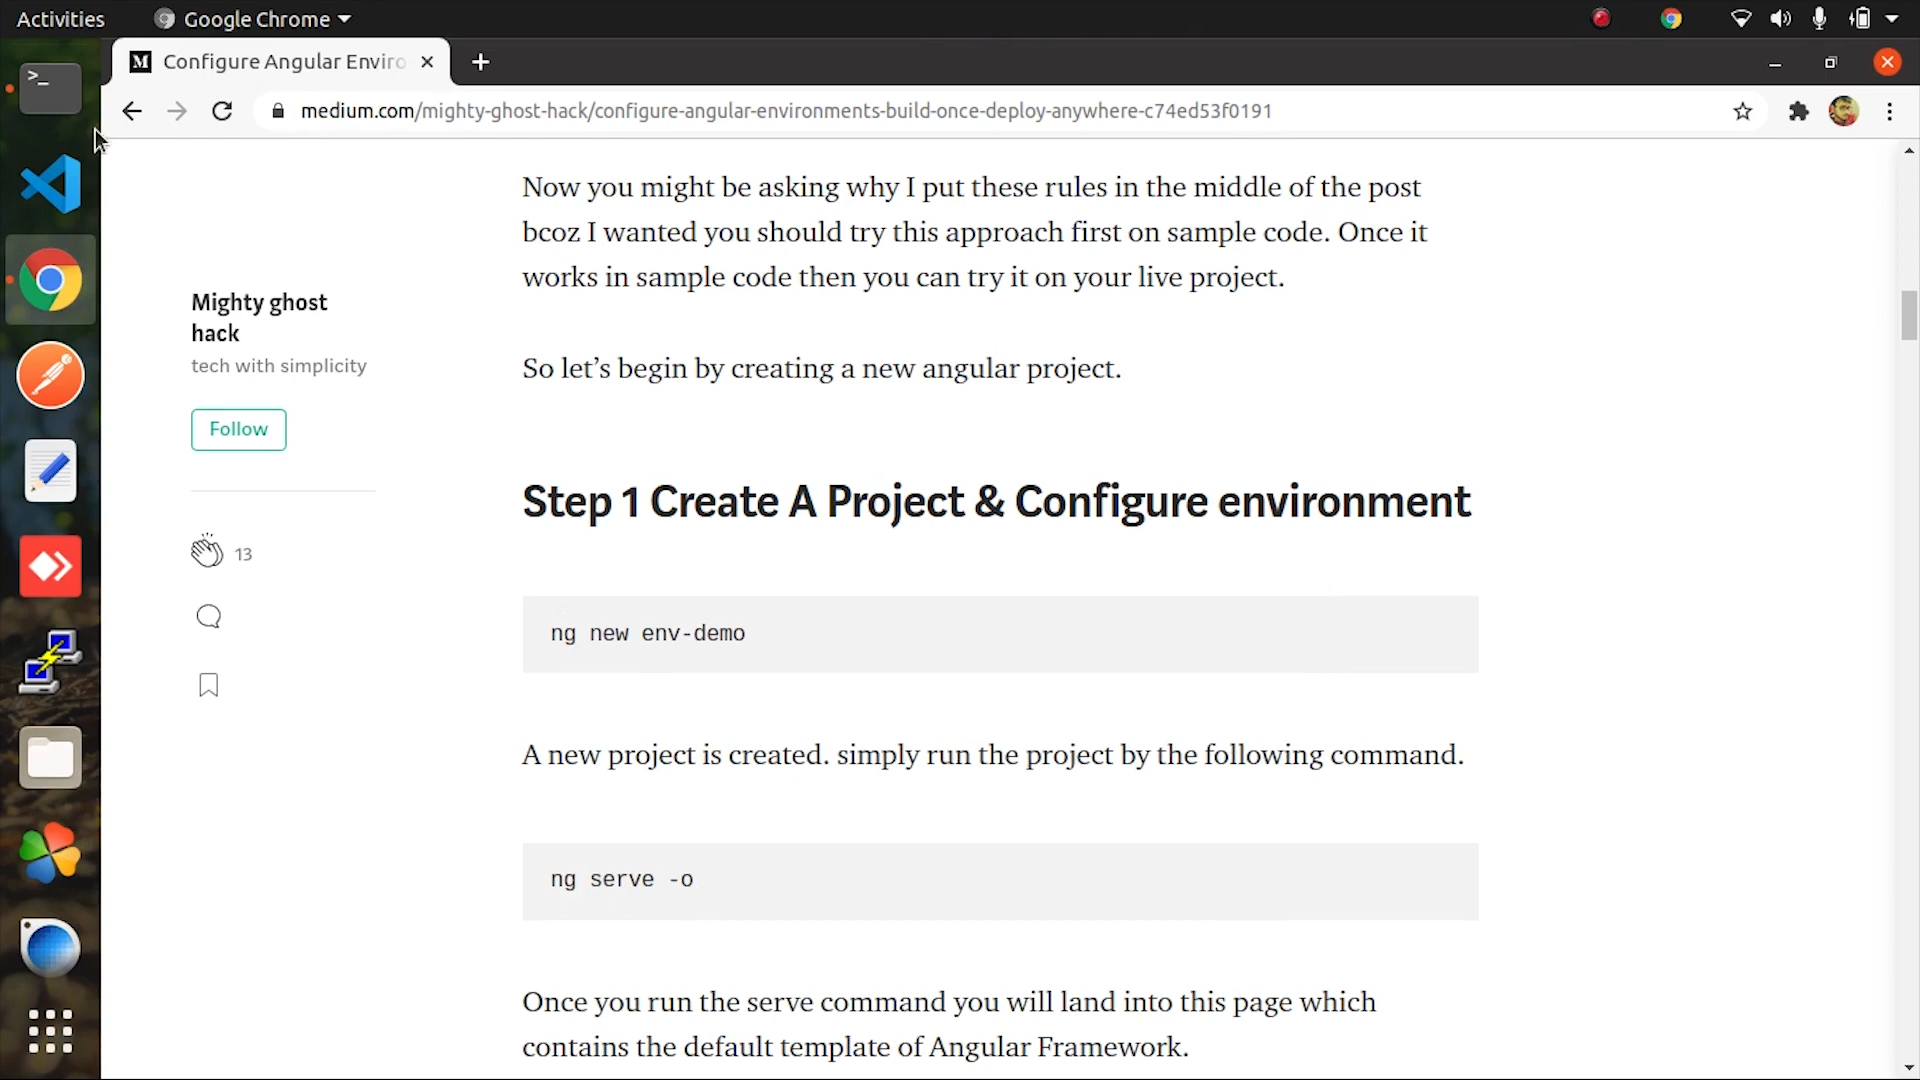 Activities
Google Chrome
Configure Angular Enviro
medium.com/mighty-ghost-hack/configure-angular-environments-build-once-deploy-anywhere-c74ed53f0191
Now you might be asking why I put these rules in the middle of the post
bcoz I wanted you should try this approach first on sample code. Once it
works in sample code then you can try it on your live project.
Mighty ghost
hack
tech with simplicity
Follow
13
So let’s begin by creating a new angular project.
Step 1 Create A Project & Configure environment
ng new env-demo
A new project is created. simply run the project by the following command.
ng serve -o
Once you run the serve command you will land into this page which
contains the default template of Angular Framework.